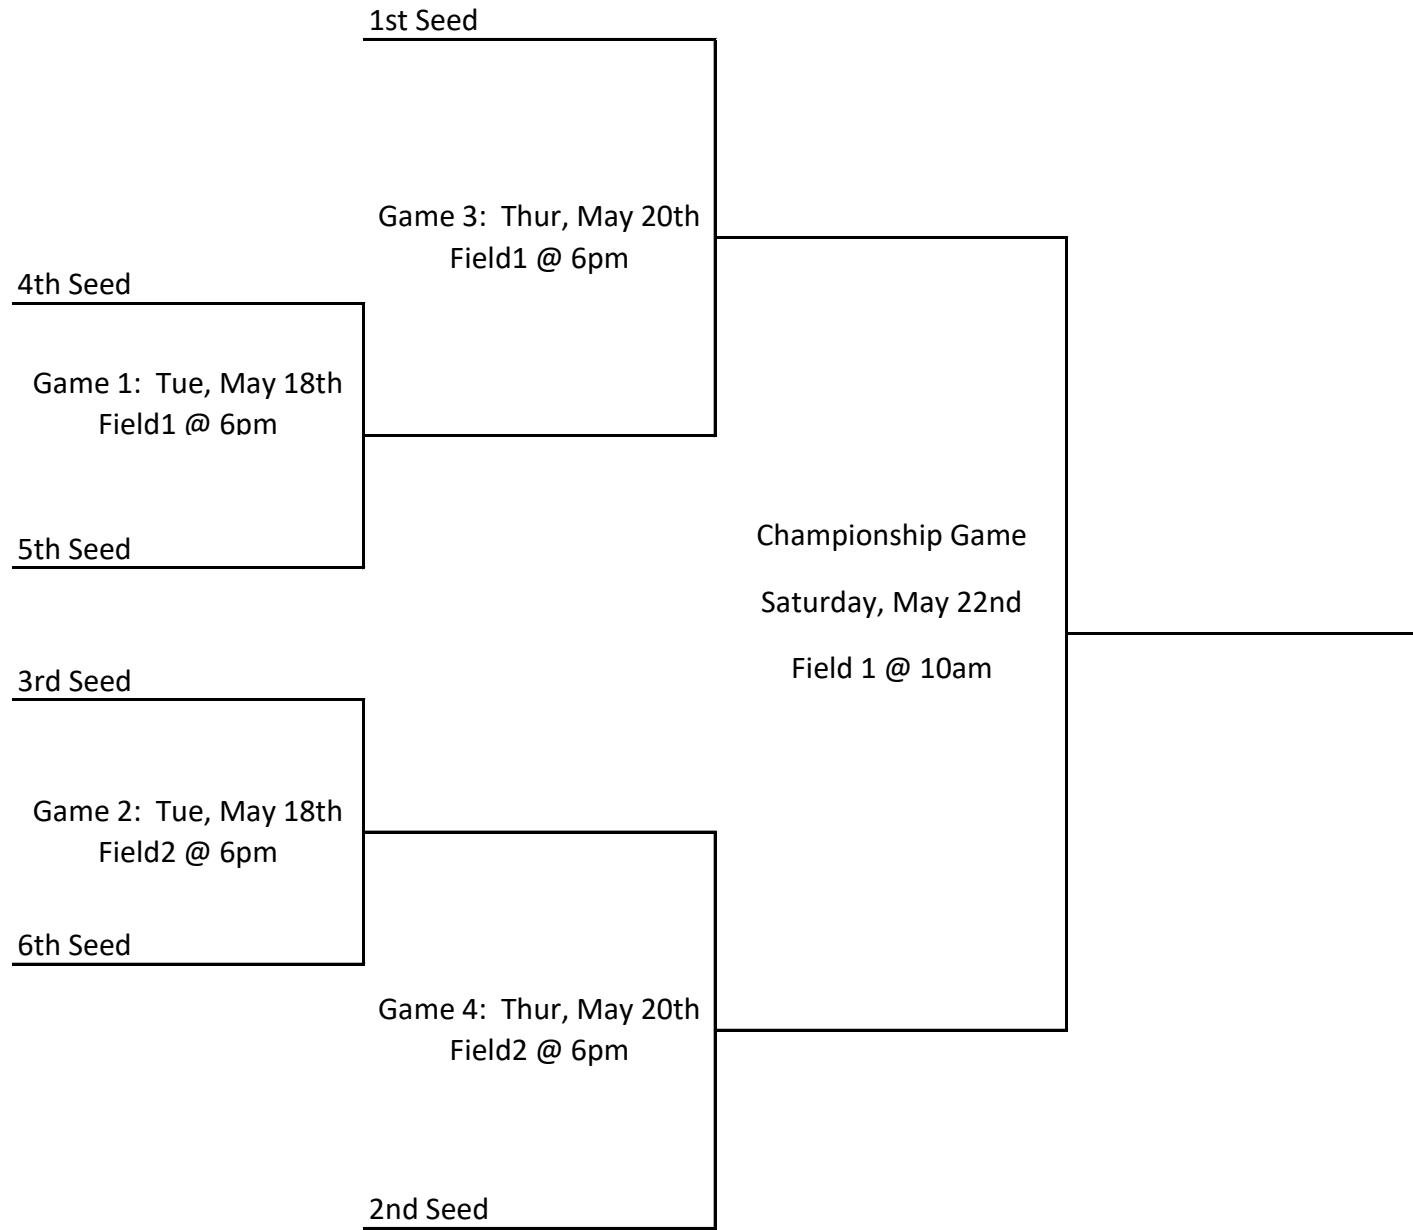 1st Seed
Game 3:  Thur, May 20th
Field1 @ 6pm
4th Seed
Game 1:  Tue, May 18th
Field1 @ 6pm
5th Seed
Championship Game
Saturday, May 22nd
Field 1 @ 10am
3rd Seed
Game 2:  Tue, May 18th
Field2 @ 6pm
6th Seed
Game 4:  Thur, May 20th
Field2 @ 6pm
2nd Seed